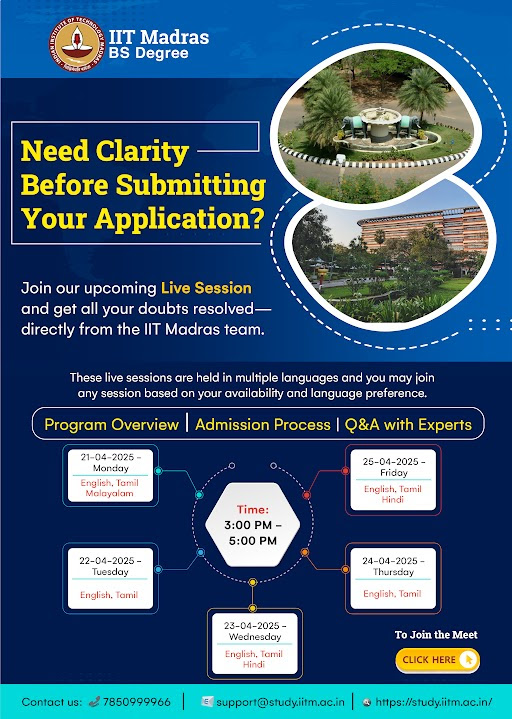 IIT Madras
BS Degree
INDIAN INSTITUTE OF TECHNOLOGY MADRAS
Need Clarity
Before Submitting
Your Application?
Join our upcoming Live Session
and get all your doubts resolved—
directly from the IIT Madras team.
These live sessions are held in multiple languages and you may join
any session based on your availability and language preference.
Program Overview | Admission Process | Q&A with Experts
21-04-2025 –
Monday
English, Tamil
Malayalam
25-04-2025 –
Friday
English, Tamil
Hindi
Time:
3:00 PM –
5:00 PM
22-04-2025 –
Tuesday
English, Tamil
24-04-2025 –
Thursday
English, Tamil
23-04-2025 –
Wednesday
English, Tamil
Hindi
To Join the Meet
CLICK HERE
Contact us: 7850999966 | support@study.iitm.ac.in | https://study.iitm.ac.in/